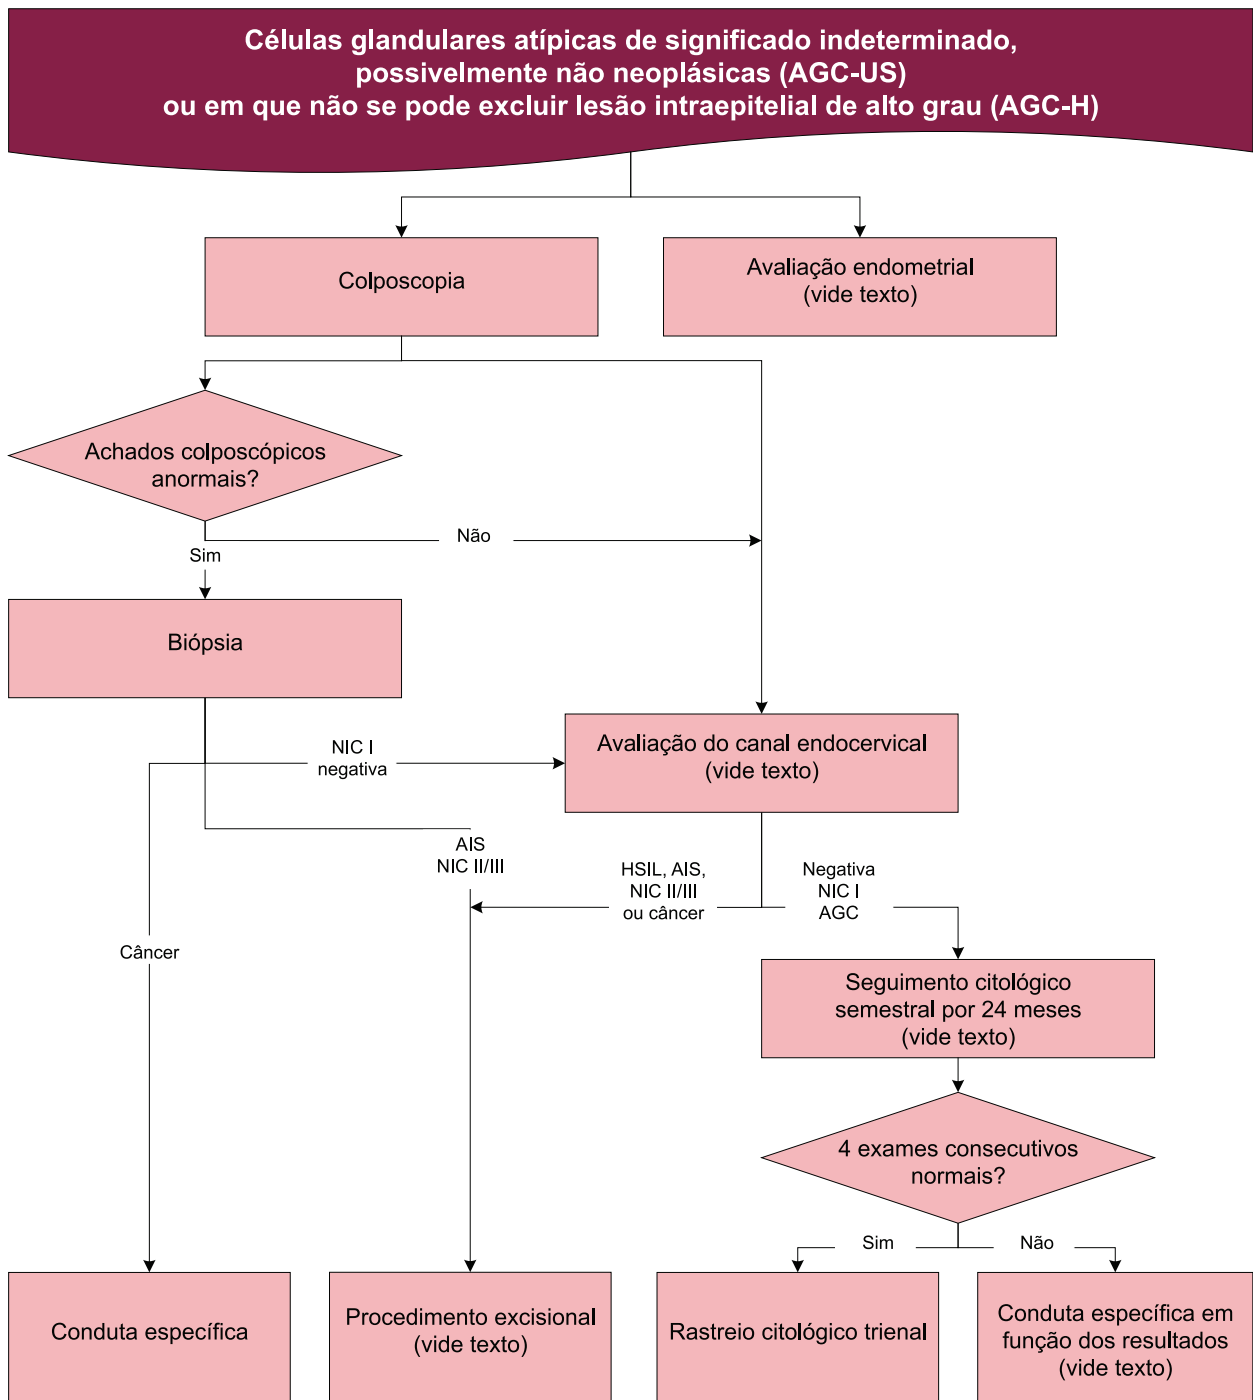 Células glandulares atípicas de significado indeterminado,
possivelmente não neoplásicas (AGC-US)
ou em que não se pode excluir lesão intraepitelial de alto grau (AGC-H)
Colposcopia
Avaliação endometrial
(vide texto)
Achados colposcópicos
anormais?
Não
Sim
Biópsia
NIC I
negativa
Avaliação do canal endocervical
(vide texto)
AIS
NIC II/III
HSIL, AIS,
NIC II/III
ou câncer
Negativa
NIC I
AGC
Câncer
Seguimento citológico
semestral por 24 meses
(vide texto)
4 exames consecutivos
normais?
Sim
Não
Conduta específica
Procedimento excisional
(vide texto)
Rastreio citológico trienal
Conduta específica em
função dos resultados
(vide texto)